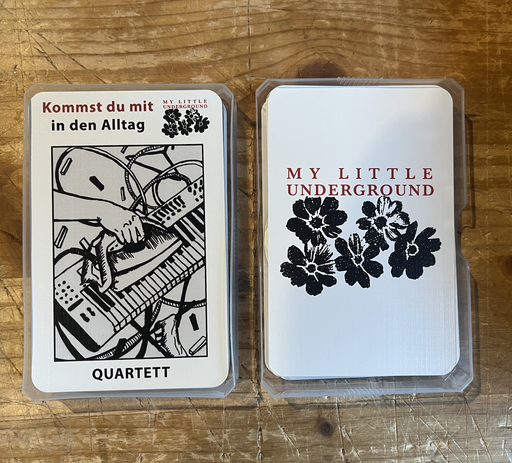 Kommst du mit
in den Alltag
MY LITTLE
UNDERGROUND
QUARTETT
MY LITTLE
UNDERGROUND